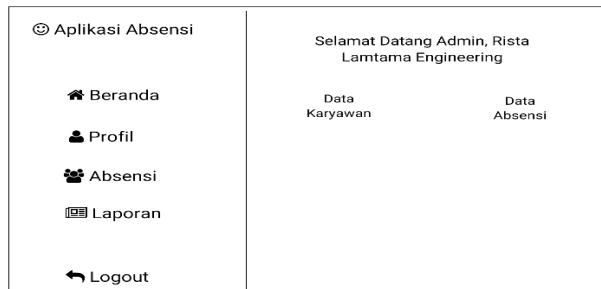 Aplikasi Absensi
Beranda
Profil
Absensi
Laporan
Logout
Selamat Datang Admin, Rista
Lamtama Engineering
Data
Karyawan
Data
Absensi